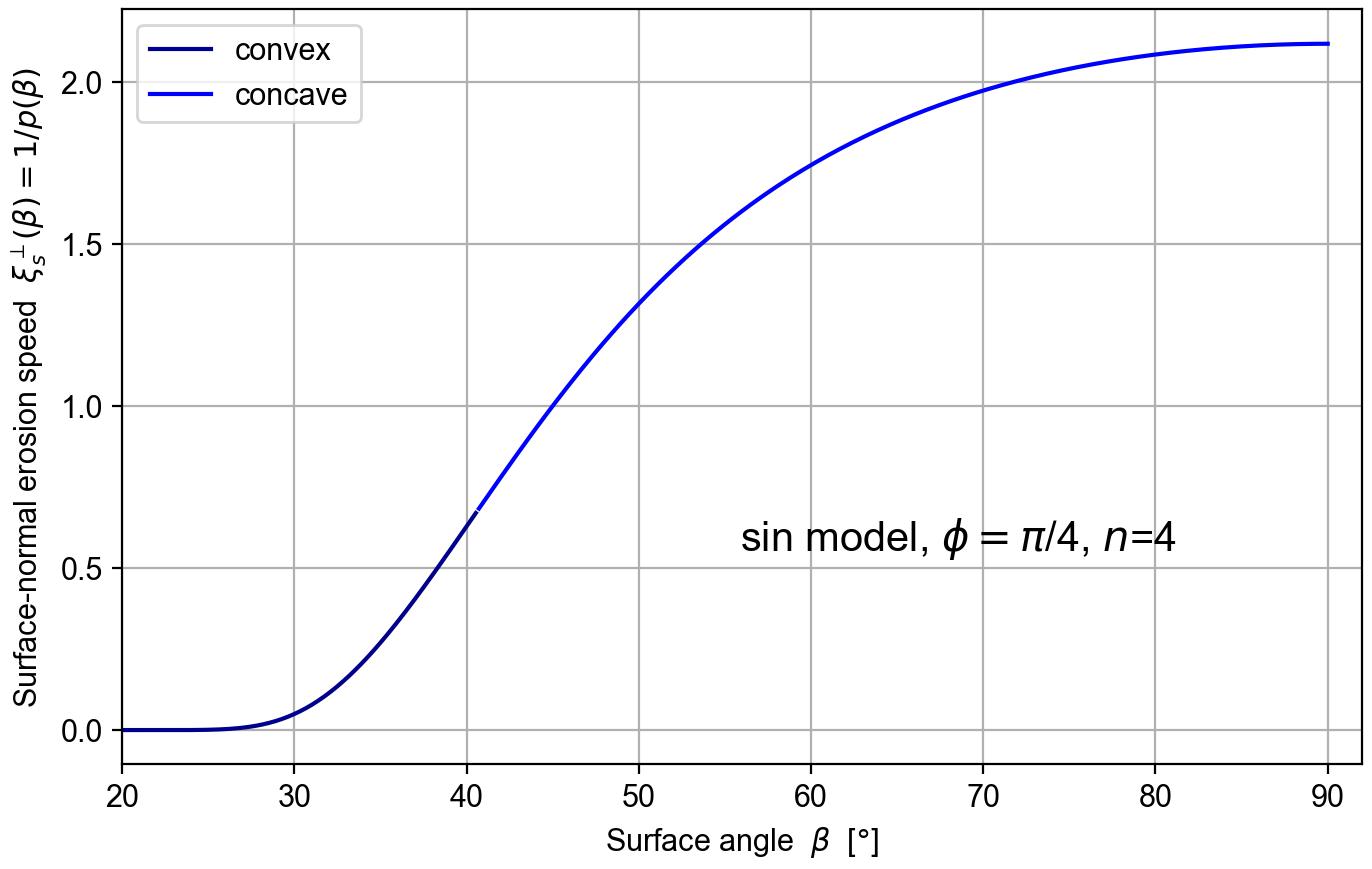 convex
concave
Surface-normal erosion speed ξₛ⊥(β) = 1/p(β)
2.0
1.5
1.0
0.5
0.0
sin model, ϕ = π/4, n=4
20 30 40 50 60 70 80 90
Surface angle β [°]